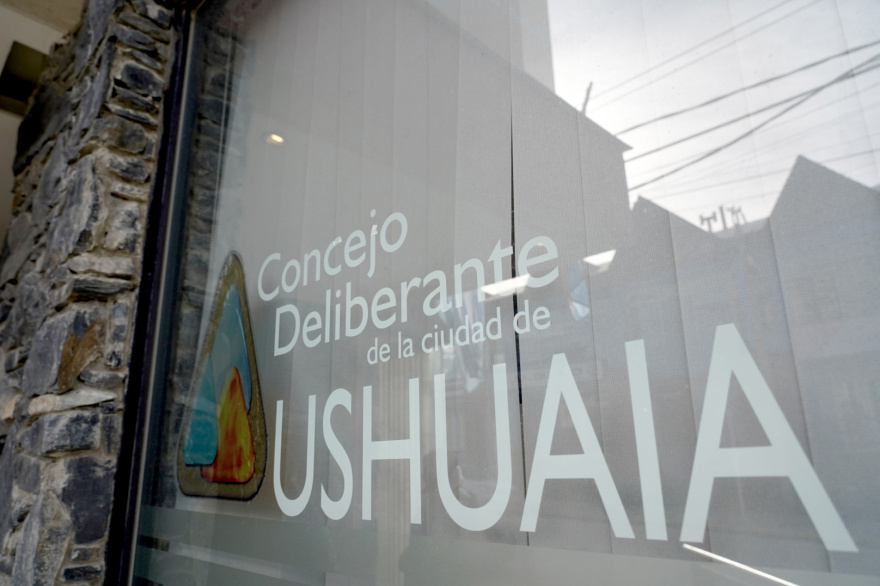 Concejo
Deliberante
de la ciudad de
USHUAIA